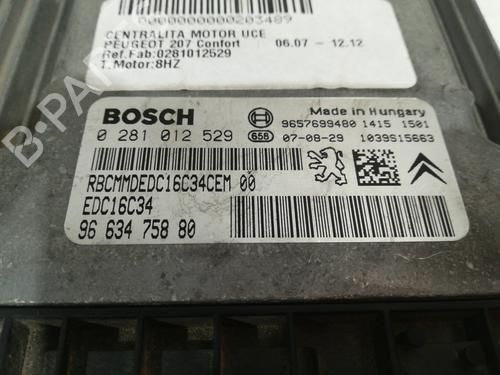 0000000000203489
CENTRALITA MOTOR UCE
PEUGEOT 207 Confort 06.07 - 12.12
Ref.Fab:0281012529
T.Motor:8HZ
BOSCH
Made in Hungary
0 281 012 529
656
9657699480 1415 1501
07-08-29 1039S15663
RBCMMDEDC16C34CEM 00
EDC16C34
96 634 758 80
B-PARTS